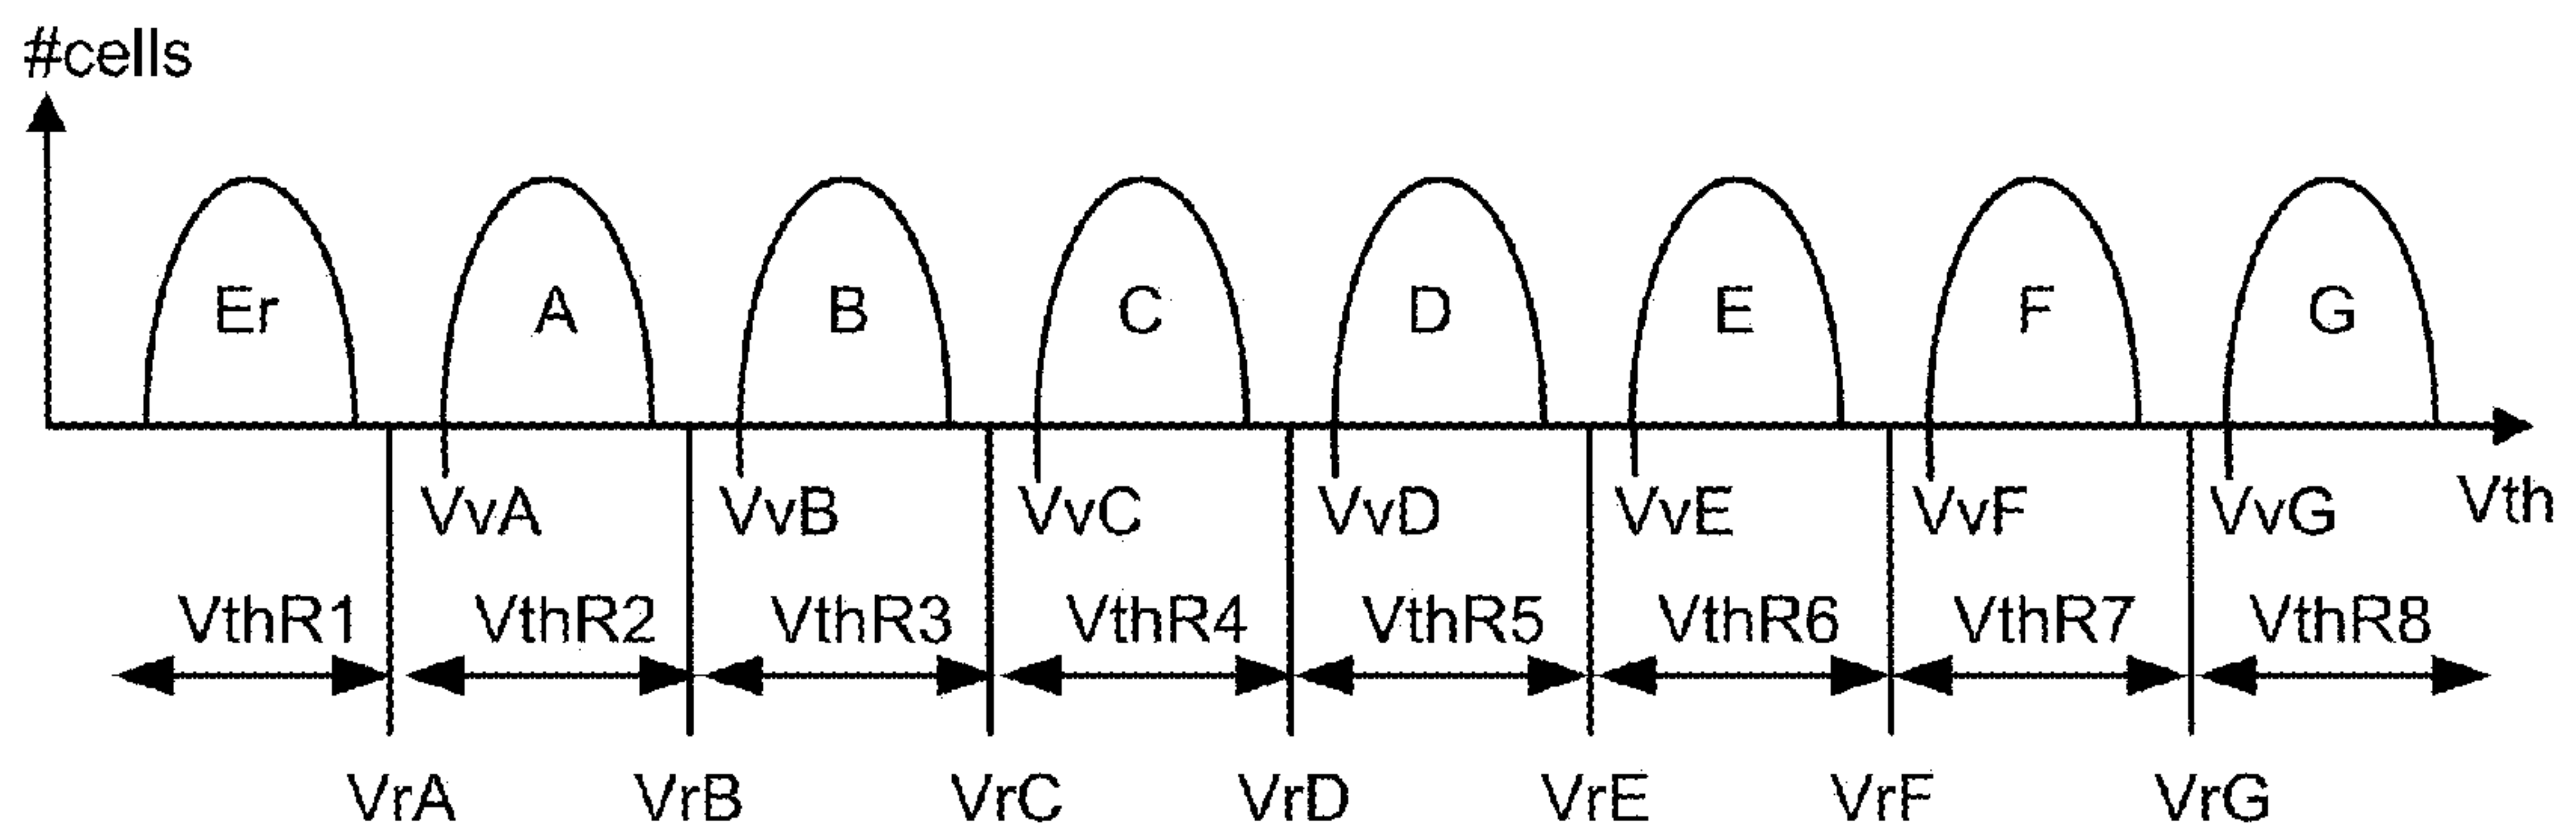 #cells
Er A B C D E F G
VvA VvB VvC VvD VvE VvF VvG Vth
VthR1 VthR2 VthR3 VthR4 VthR5 VthR6 VthR7 VthR8
VrA VrB VrC VrD VrE VrF VrG